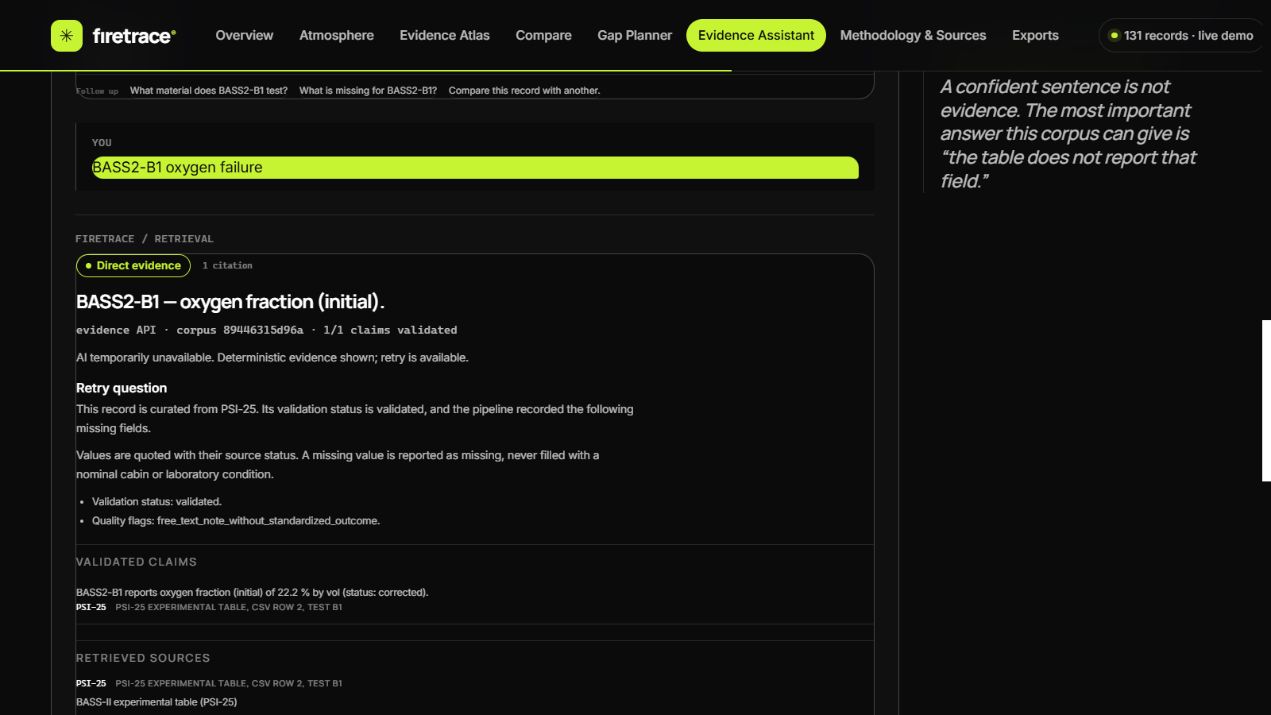 firetrace
Overview
Atmosphere
Evidence Atlas
Compare
Gap Planner
Evidence Assistant
Methodology & Sources
Exports
131 records · live demo
Follow up
What material does BASS2-B1 test?
What is missing for BASS2-B1?
Compare this record with another.
YOU
BASS2-B1 oxygen failure
FIRETRACE / RETRIEVAL
Direct evidence
1 citation
BASS2-B1 — oxygen fraction (initial).
evidence API · corpus 89446315d96a · 1/1 claims validated
AI temporarily unavailable. Deterministic evidence shown; retry is available.
Retry question
This record is curated from PSI-25. Its validation status is validated, and the pipeline recorded the following
missing fields.
Values are quoted with their source status. A missing value is reported as missing, never filled with a
nominal cabin or laboratory condition.
• Validation status: validated.
• Quality flags: free_text_note_without_standardized_outcome.
VALIDATED CLAIMS
BASS2-B1 reports oxygen fraction (initial) of 22.2 % by vol (status: corrected).
PSI-25 PSI-25 EXPERIMENTAL TABLE, CSV ROW 2, TEST B1
RETRIEVED SOURCES
PSI-25 PSI-25 EXPERIMENTAL TABLE, CSV ROW 2, TEST B1
BASS-II experimental table (PSI-25)
A confident sentence is not
evidence. The most important
answer this corpus can give is
“the table does not report that
field.”